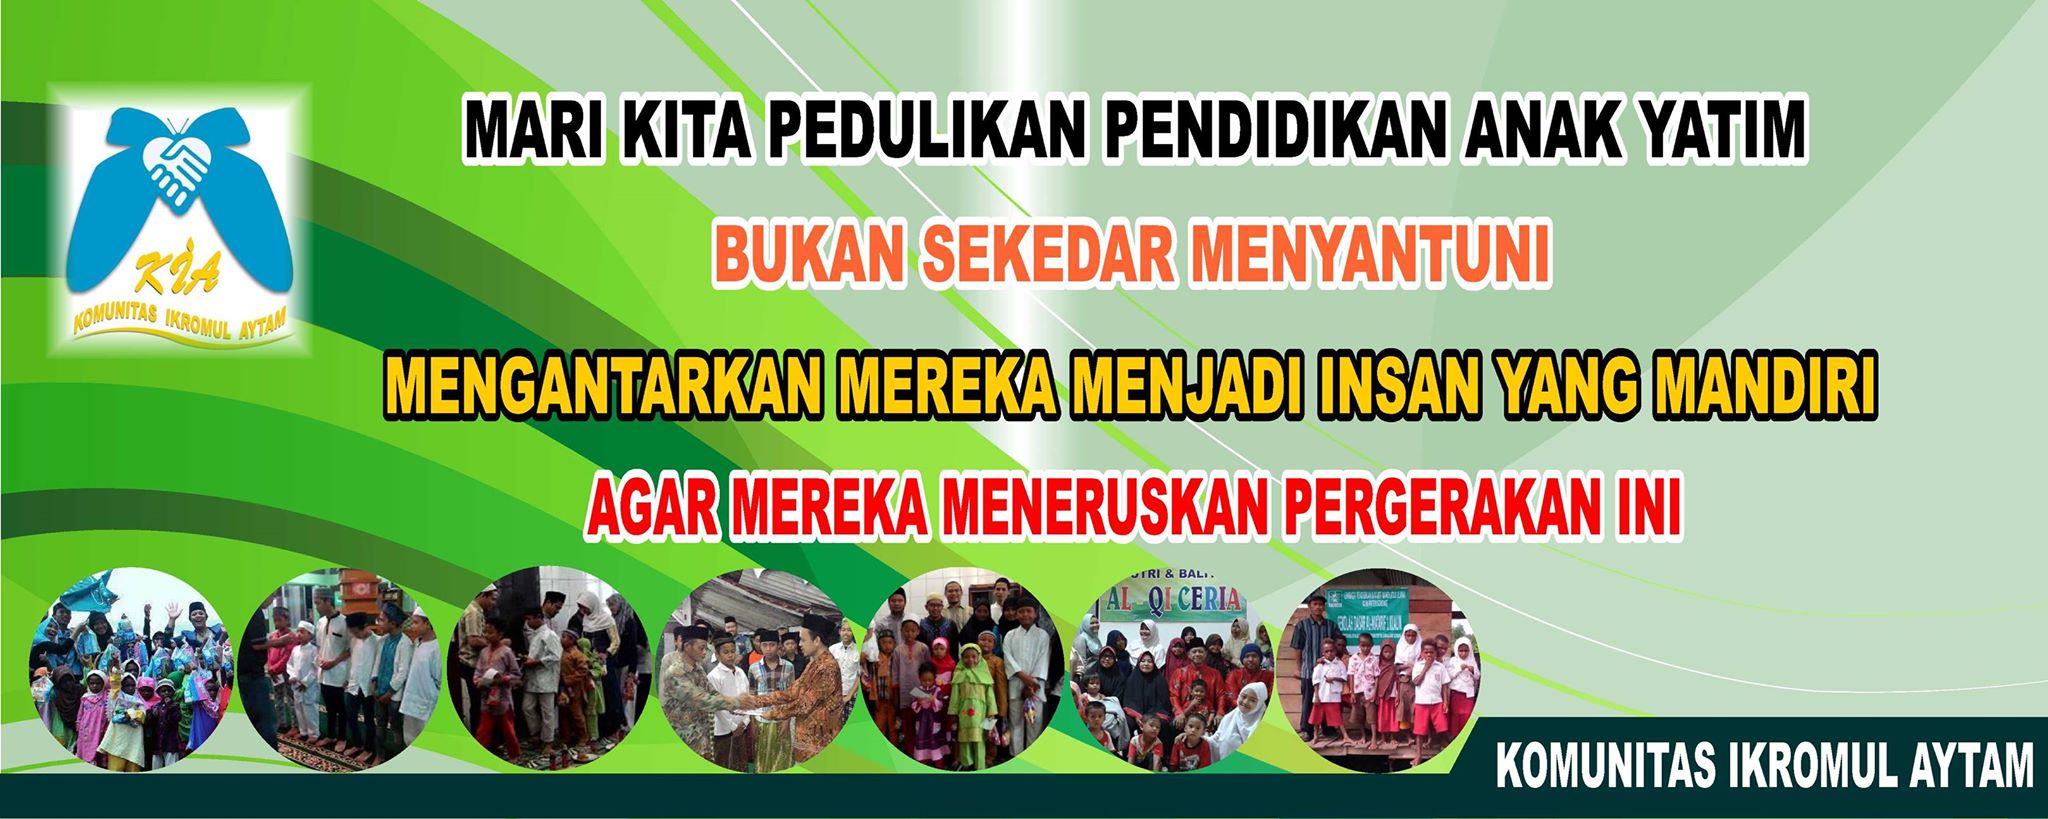 MARI KITA PEDULIKAN PENDIDIKAN ANAK YATIM
BUKAN SEKEDAR MENYANTUNI
MENGANTARKAN MEREKA MENJADI INSAN YANG MANDIRI
AGAR MEREKA MENERUSKAN PERGERAKAN INI
KIA
KOMUNITAS IKROMUL AYTAM
AL-QI CERIA
KOMUNITAS IKROMUL AYTAM